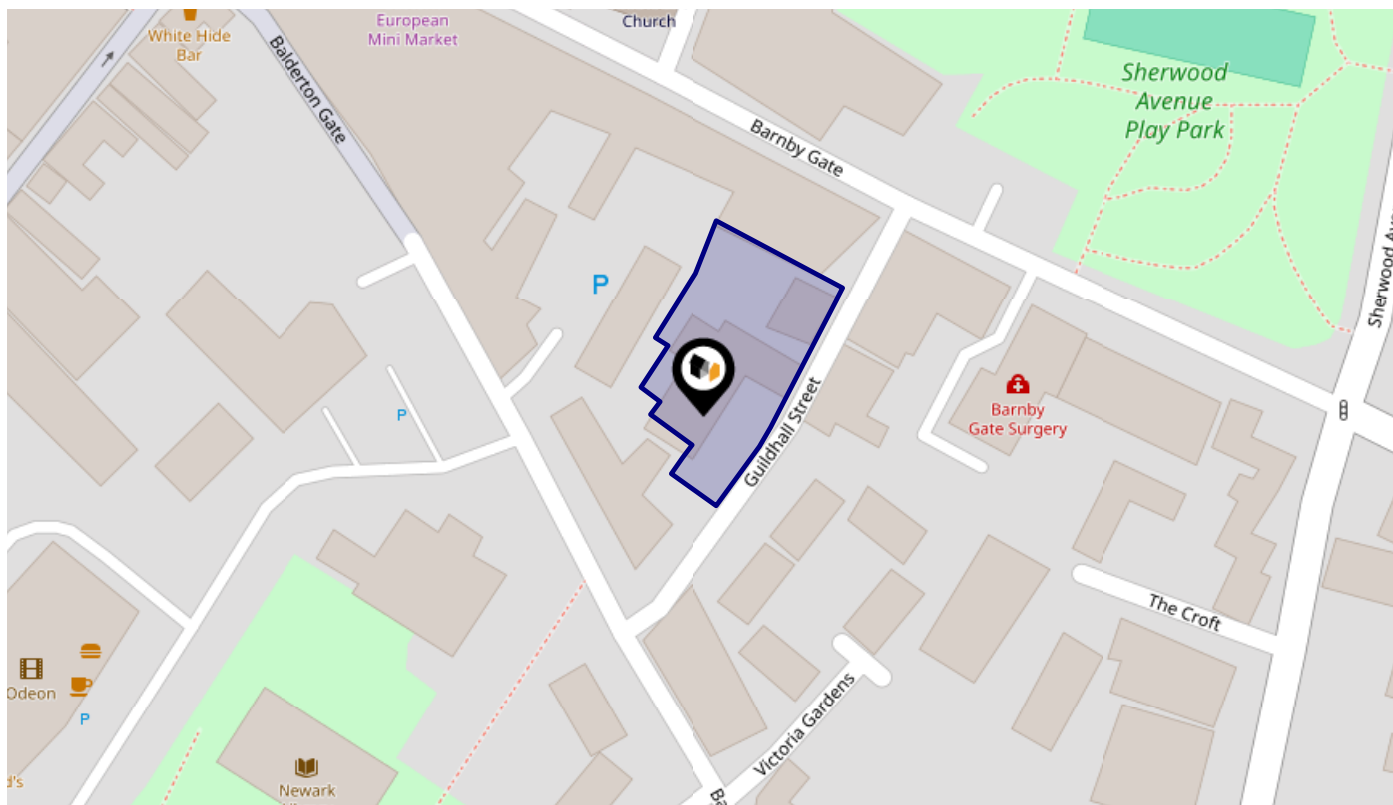 European
Mini Market
Church
White Hide
Bar
Balderton Gate
Sherwood
Avenue
Play Park
Barnby Gate
P
Sherwood
P
Guildhall Street
Barnby
Gate Surgery
The Croft
Odeon
P
Victoria Gardens
Newark